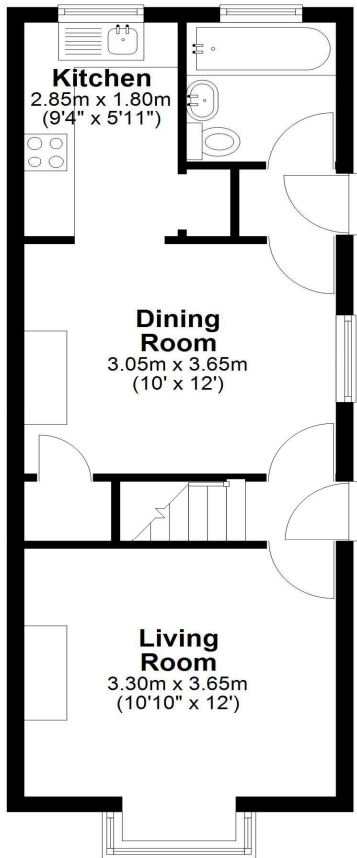 Kitchen
2.85m x 1.80m
(9'4" x 5'11")
Dining
Room
3.05m x 3.65m
(10' x 12')
Living
Room
3.30m x 3.65m
(10'10" x 12')